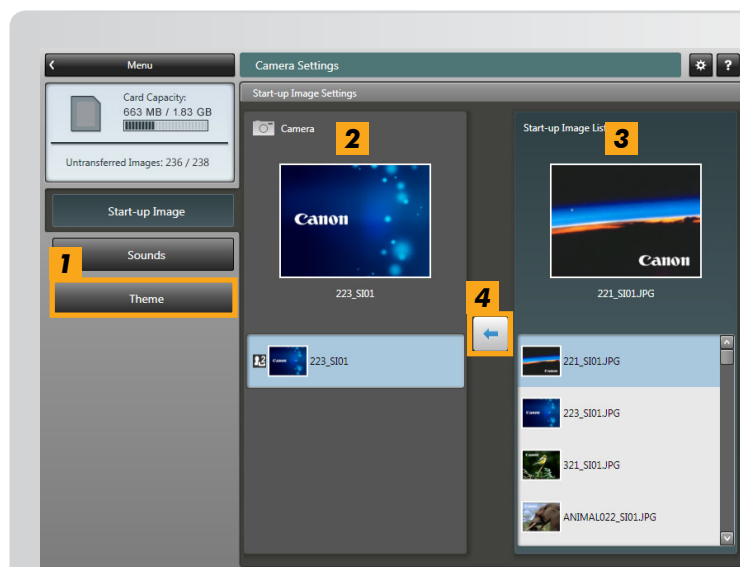 Menu
Camera Settings
?
Card Capacity:
663 MB / 1.83 GB
Untransferred Images: 236 / 238
Start-up Image
Sounds
1
Theme
Start-up Image Settings
Camera
2
Canon
223_SI01
223_SI01
4
Start-up Image List
3
Canon
221_SI01.JPG
221_SI01.JPG
223_SI01.JPG
321_SI01.JPG
ANIMAL022_SI01.JPG